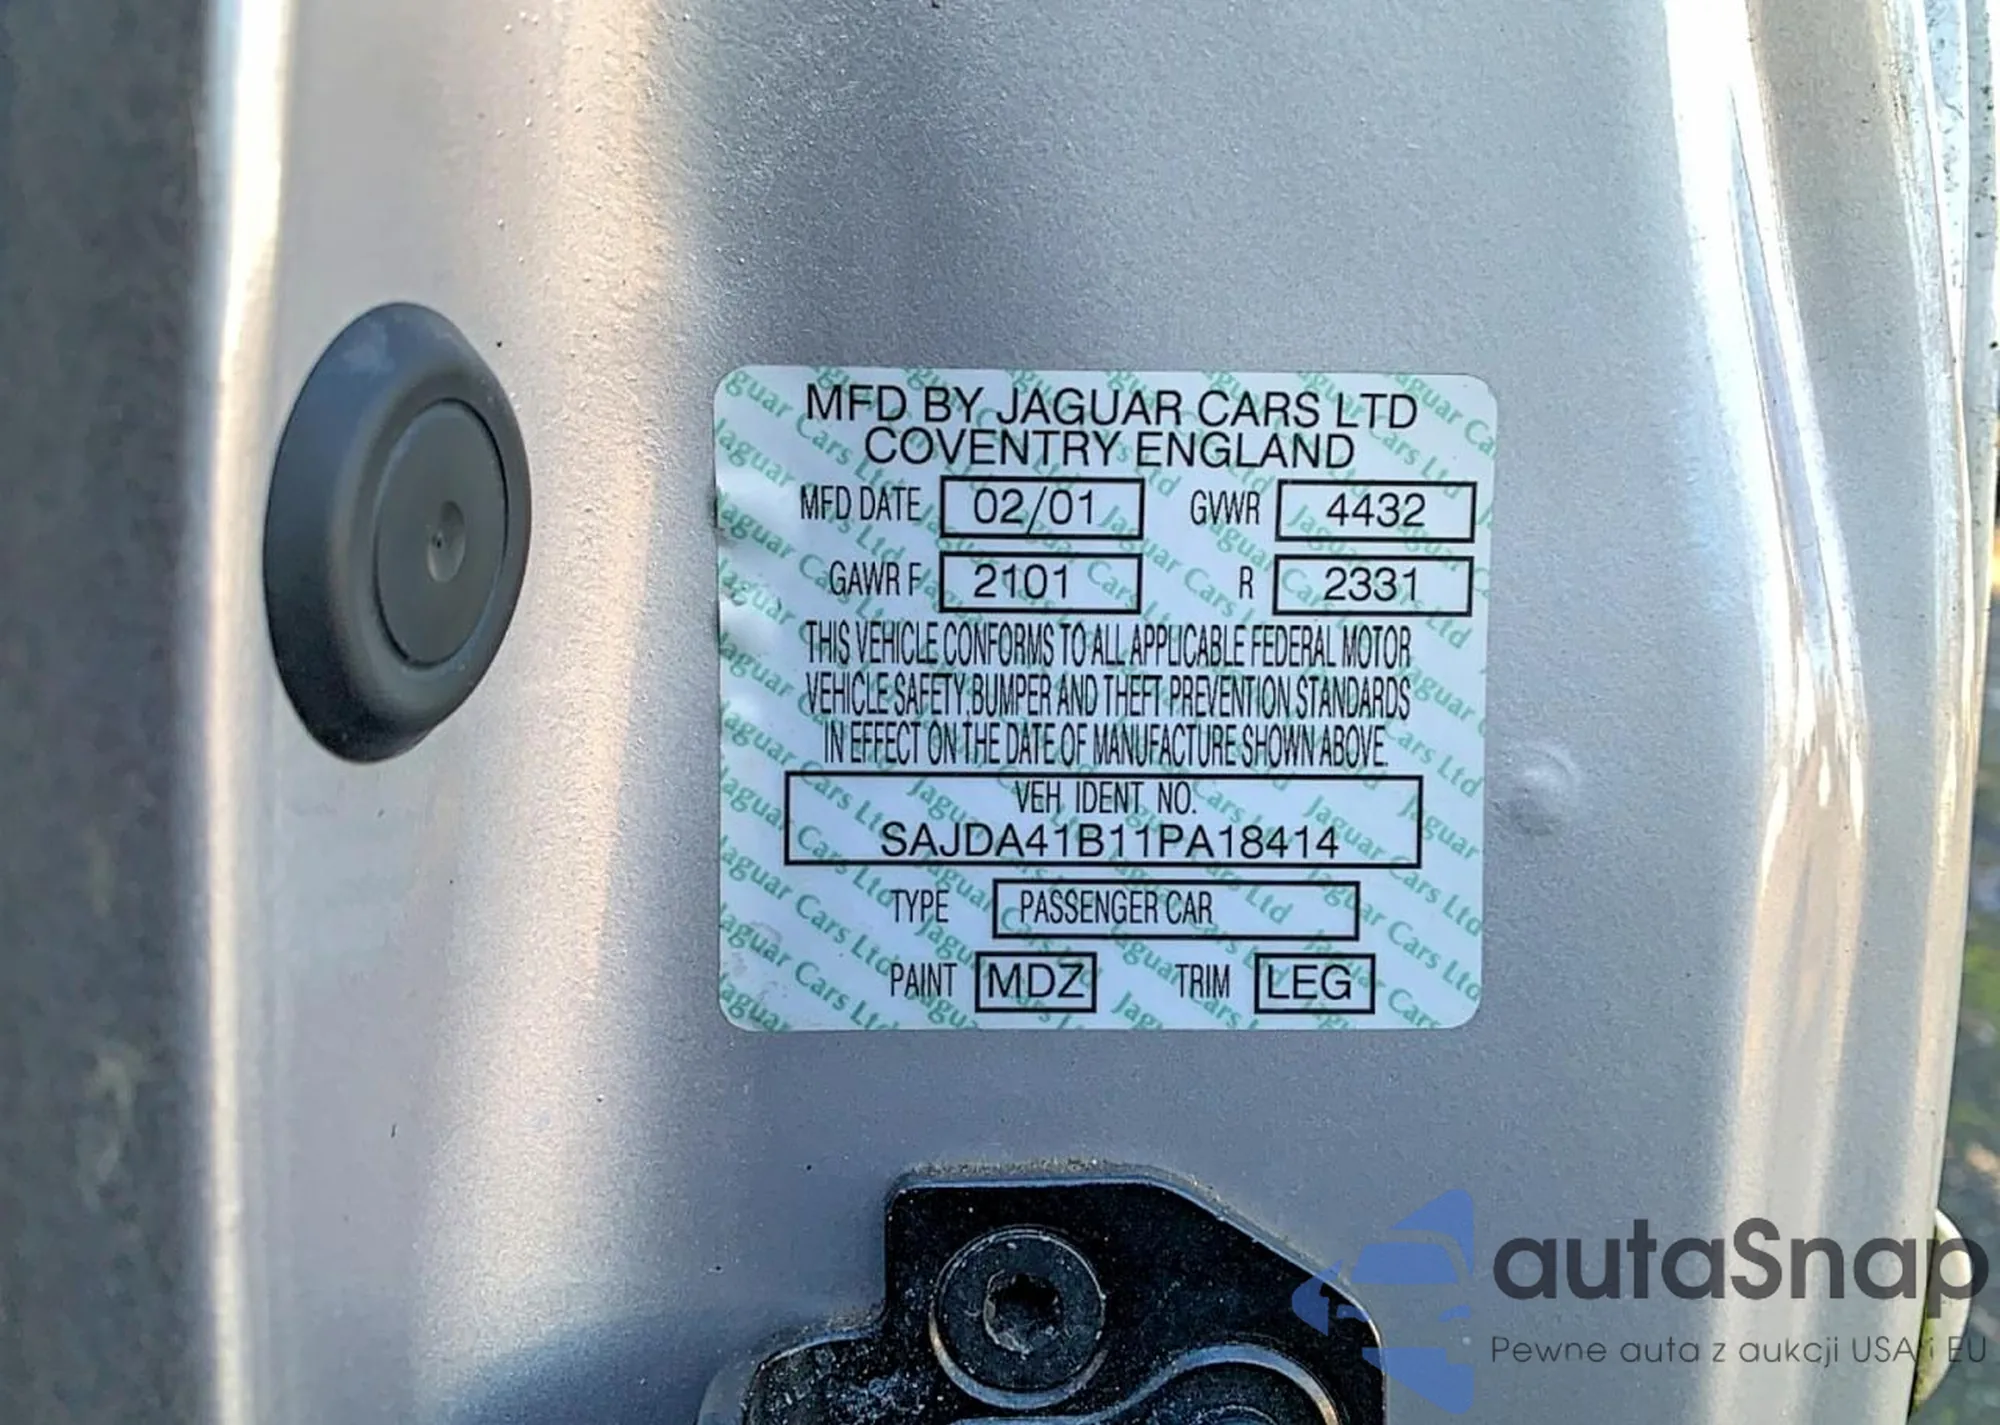 MFD BY JAGUAR CARS LTD
COVENTRY ENGLAND
MFD DATE 02/01 GVWR 4432
GAWR F 2101 R 2331
THIS VEHICLE CONFORMS TO ALL APPLICABLE FEDERAL MOTOR
VEHICLE SAFETY, BUMPER AND THEFT PREVENTION STANDARDS
IN EFFECT ON THE DATE OF MANUFACTURE SHOWN ABOVE.
VEH IDENT NO.
SAJDA41B11PA18414
TYPE PASSENGER CAR
PAINT MDZ TRIM LEG
Jaguar Cars Ltd
autaSnap
Pewne auta z aukcji USA i EU